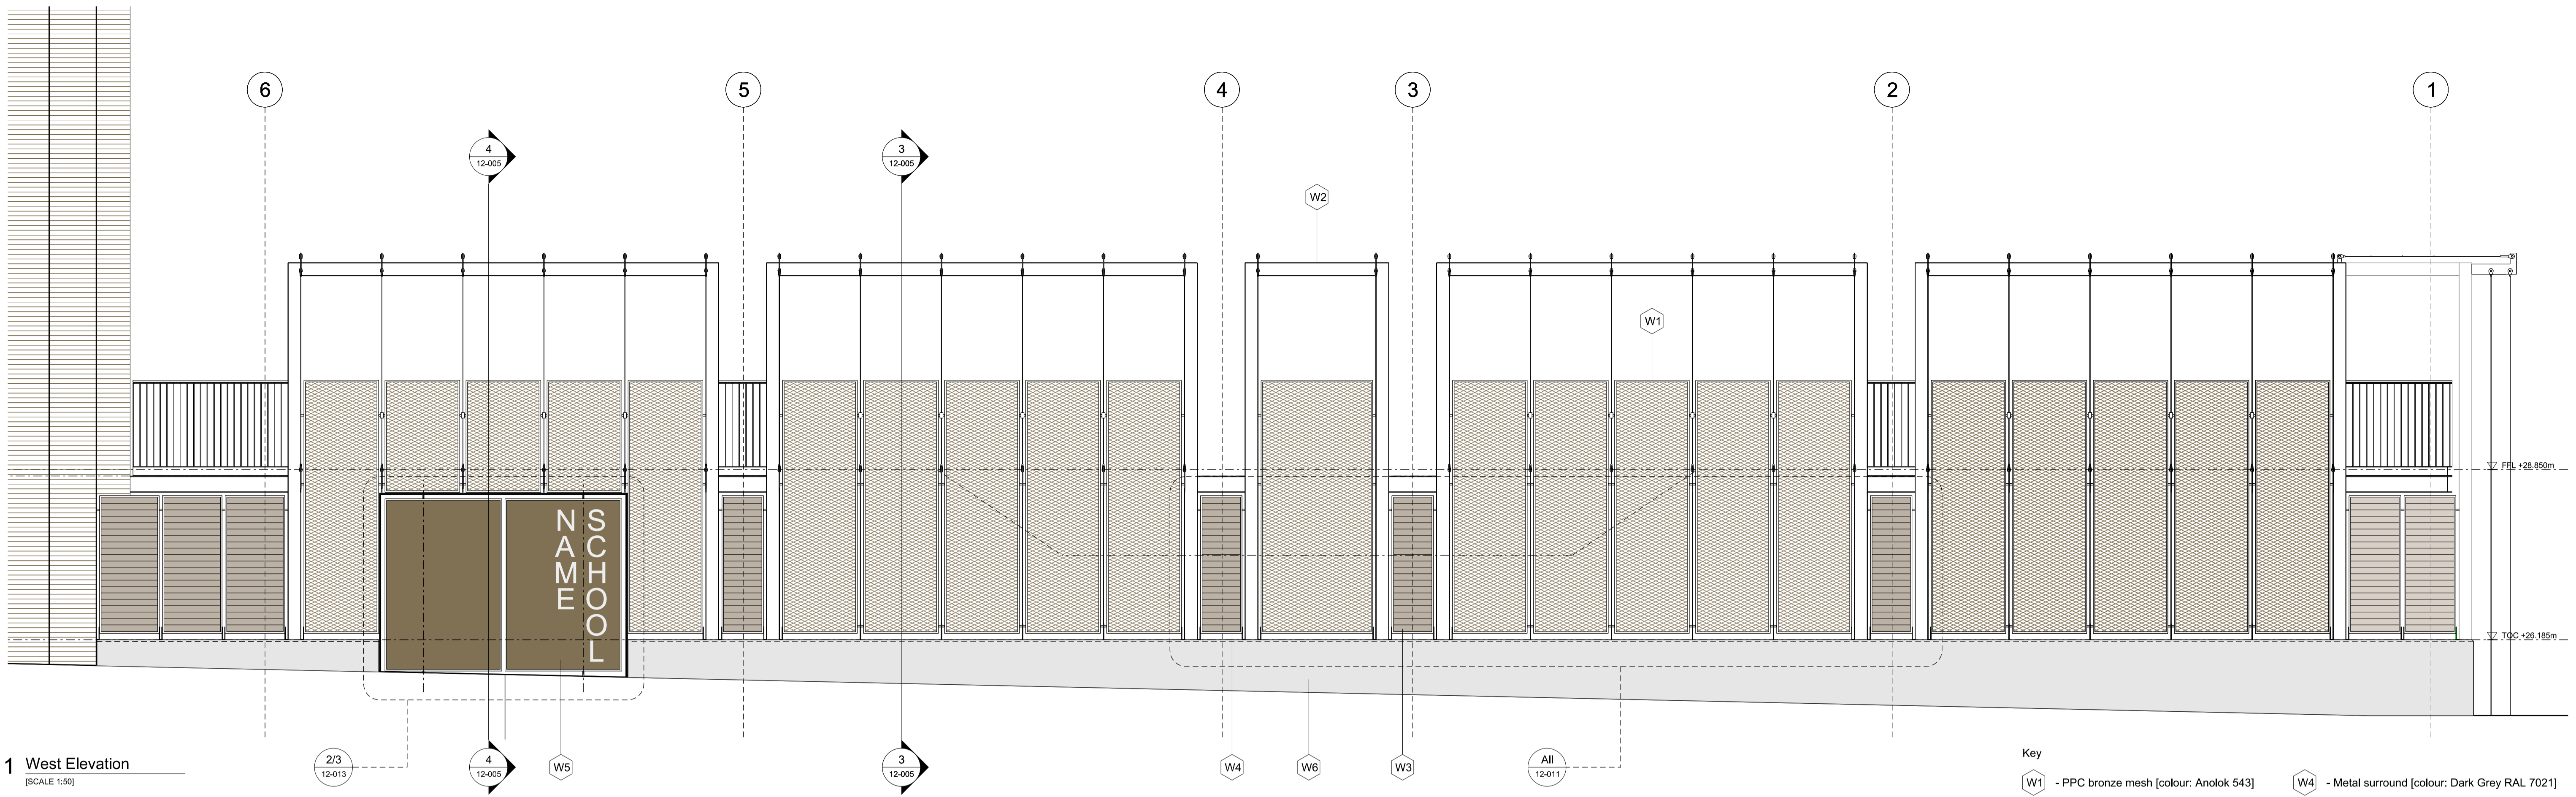 6
5
4
3
2
1
4
12-005
3
12-005
W2
W1
FFL +28.850m
SCHOOL
NAME
TOC +26.185m
1 West Elevation
[SCALE 1:50]
2/3
12-013
4
12-005
W5
3
12-005
W4
W6
W3
All
12-011
Key
W1 - PPC bronze mesh [colour: Anolok 543]
W4 - Metal surround [colour: Dark Grey RAL 7021]